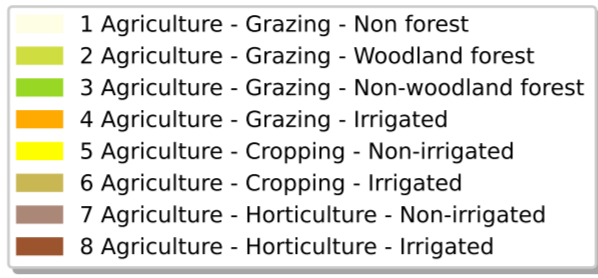 1 Agriculture - Grazing - Non forest
2 Agriculture - Grazing - Woodland forest
3 Agriculture - Grazing - Non-woodland forest
4 Agriculture - Grazing - Irrigated
5 Agriculture - Cropping - Non-irrigated
6 Agriculture - Cropping - Irrigated
7 Agriculture - Horticulture - Non-irrigated
8 Agriculture - Horticulture - Irrigated